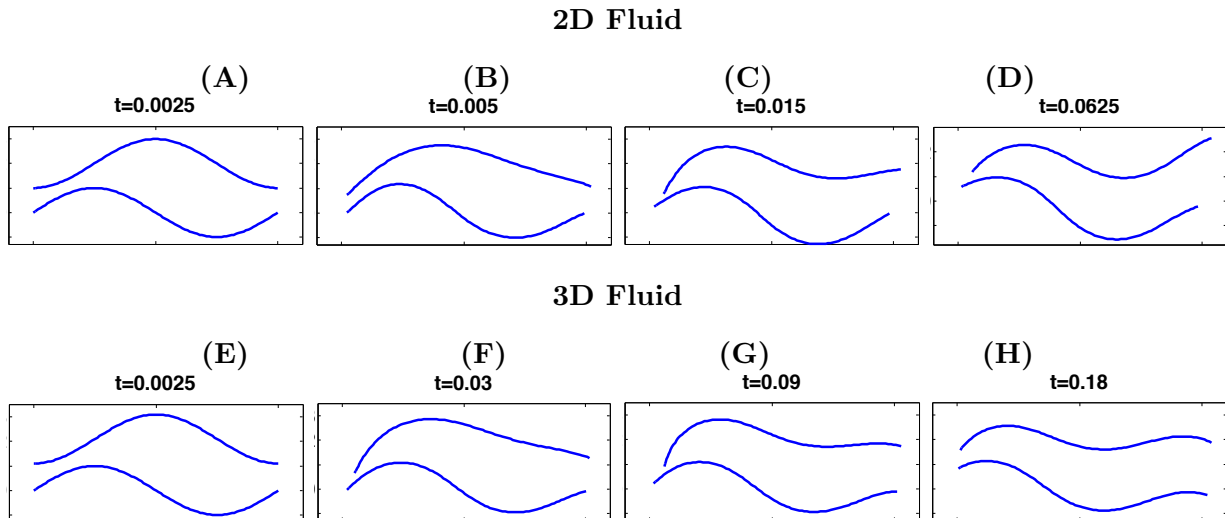 2D Fluid
(A) (B) (C) (D)
t=0.0025 t=0.005 t=0.015 t=0.0625
3D Fluid
(E) (F) (G) (H)
t=0.0025 t=0.03 t=0.09 t=0.18